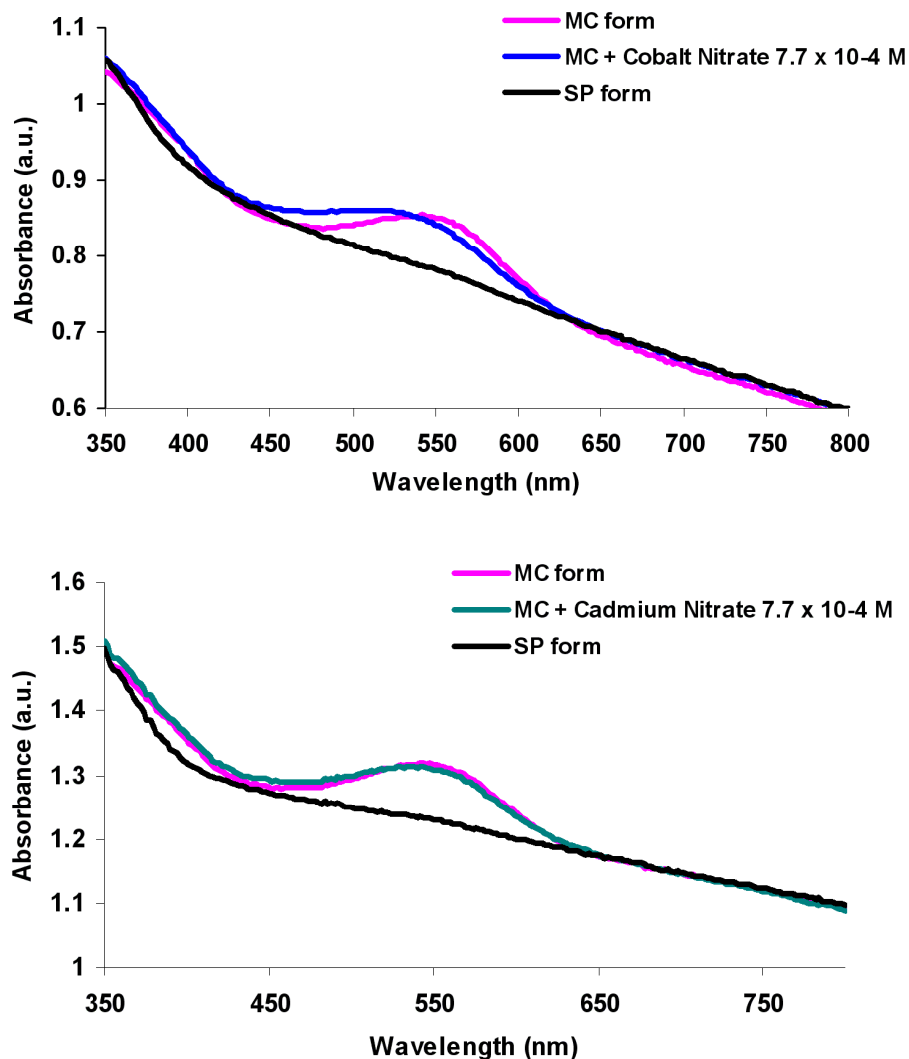 MC form
MC + Cobalt Nitrate 7.7 x 10-4 M
SP form
Absorbance (a.u.)
1.1
1
0.9
0.8
0.7
0.6
350 400 450 500 550 600 650 700 750 800
Wavelength (nm)
MC form
MC + Cadmium Nitrate 7.7 x 10-4 M
SP form
Absorbance (a.u.)
1.6
1.5
1.4
1.3
1.2
1.1
1
350 450 550 650 750
Wavelength (nm)